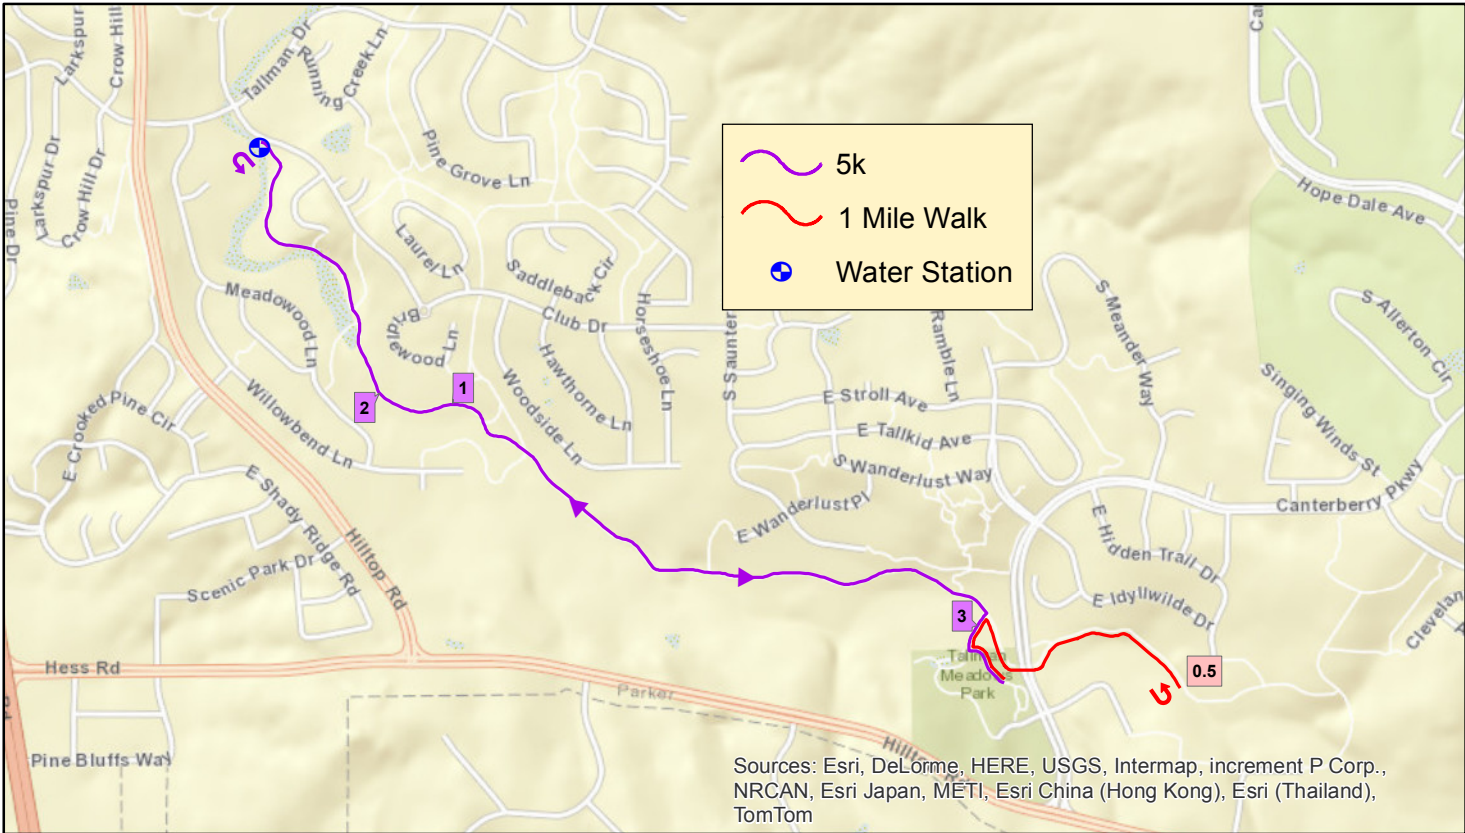 Larkspur
Crow Hill
Tallman Dr
Running Creek Ln
Pine Grove Ln
Larkspur Dr
Crow Hill Dr
Pine Dr
5k
1 Mile Walk
Water Station
Hope Dale Ave
Laurel Ln
Saddleback Cir
Meadowood Ln
Bridlewood Ln
Club Dr
Horseshoe Ln
S Saunter
Ramble Ln
S Meander Way
S Allerton Cir
Hawthorne Ln
Woodside Ln
1
2
E Stroll Ave
E Tallkid Ave
S Wanderlust Way
E Wanderlust Pl
Singing Winds St
Canterberry Pkwy
E Crooked Pine Cir
Willowbend Ln
E Shady Ridge Rd
Hilltop Rd
Scenic Park Dr
E Hidden Trail Dr
E Idyllwilde Dr
3
Tallman
Meadows
Park
0.5
Hess Rd
Parker
Pine Bluffs Way
Sources: Esri, DeLorme, HERE, USGS, Intermap, increment P Corp.,
NRCAN, Esri Japan, METI, Esri China (Hong Kong), Esri (Thailand),
TomTom